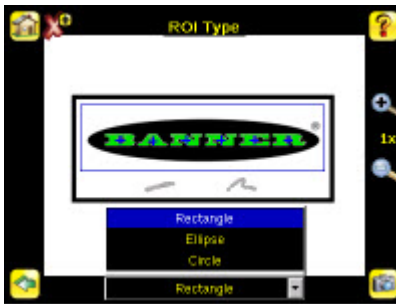 ROI Type
?
BANNER®
1x
Rectangle
Ellipse
Circle
Rectangle